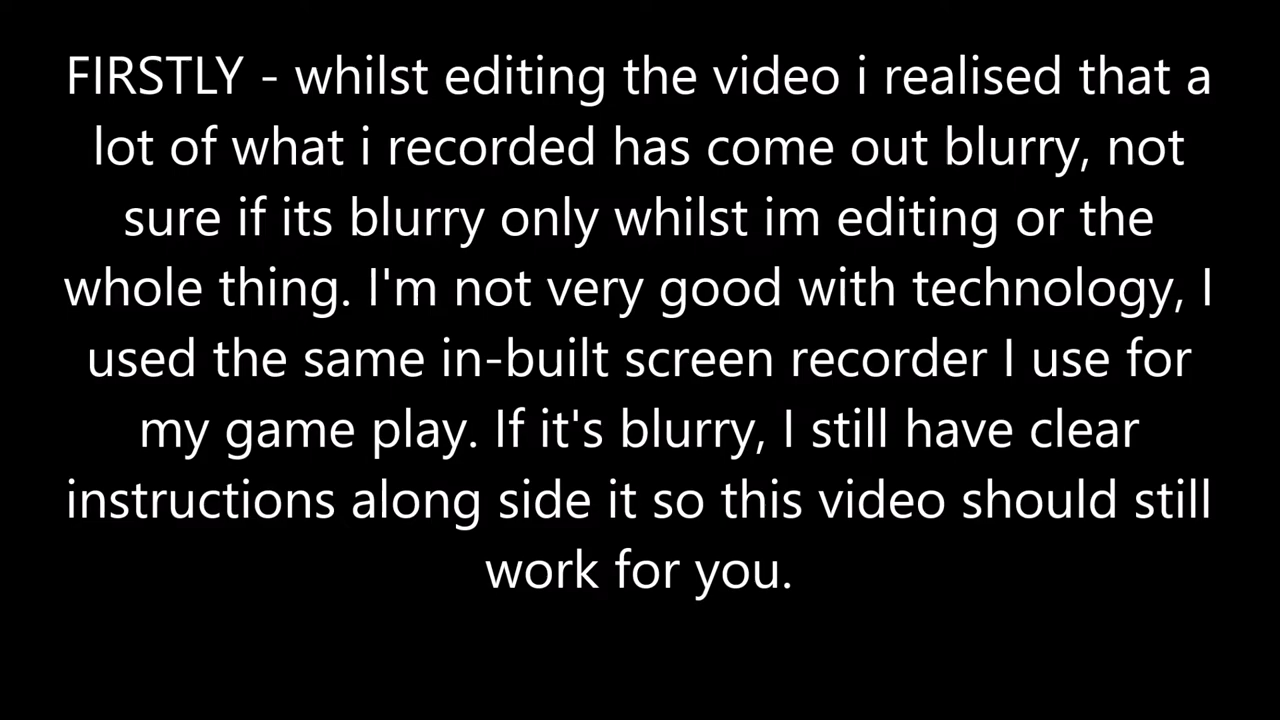 FIRSTLY - whilst editing the video i realised that a
lot of what i recorded has come out blurry, not
sure if its blurry only whilst im editing or the
whole thing. I'm not very good with technology, I
used the same in-built screen recorder I use for
my game play. If it's blurry, I still have clear
instructions along side it so this video should still
work for you.